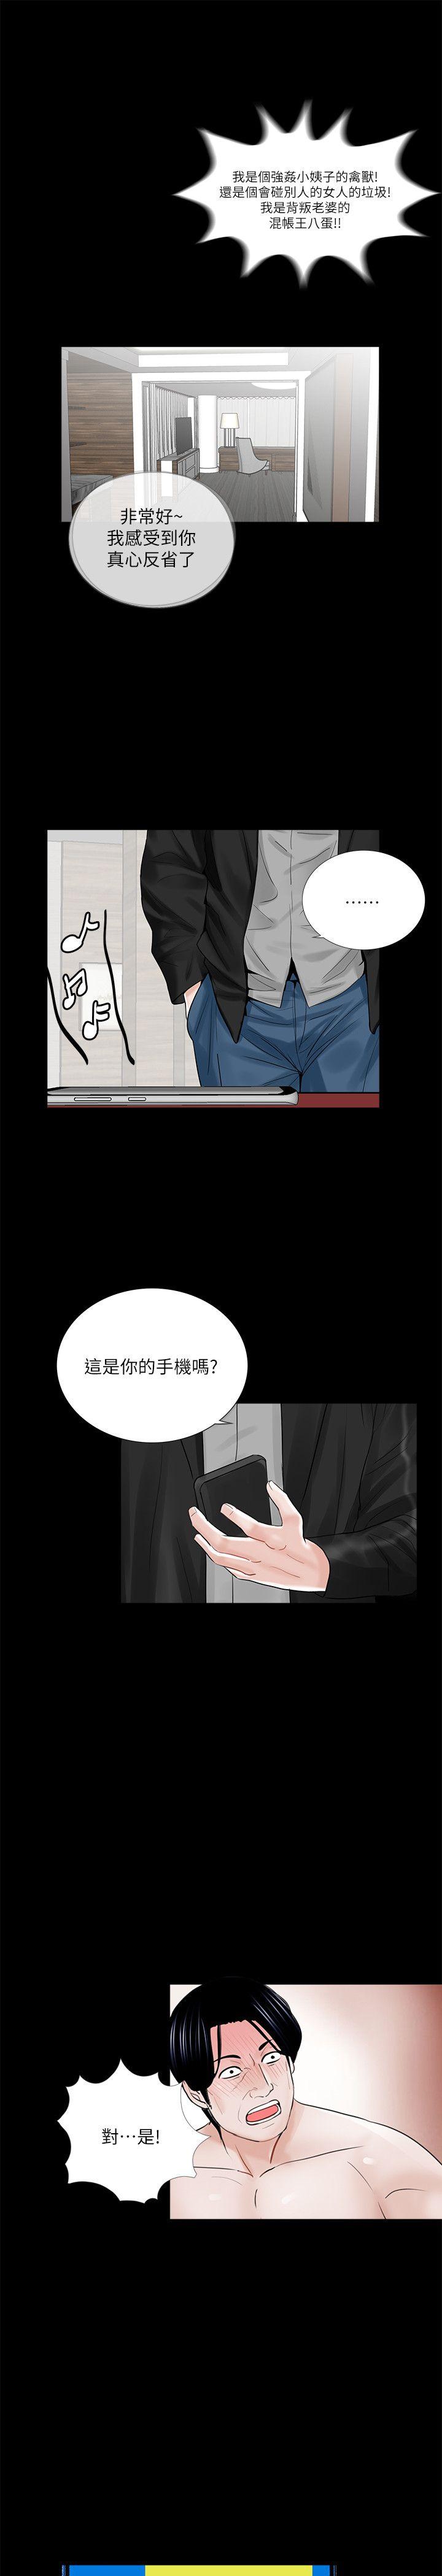 我是個強姦小姨子的禽獸!
還是個會碰別人的女人的垃圾!
我是背叛老婆的
混帳王八蛋!!
非常好~
我感受到你
真心反省了
……
這是你的手機嗎?
對…是!